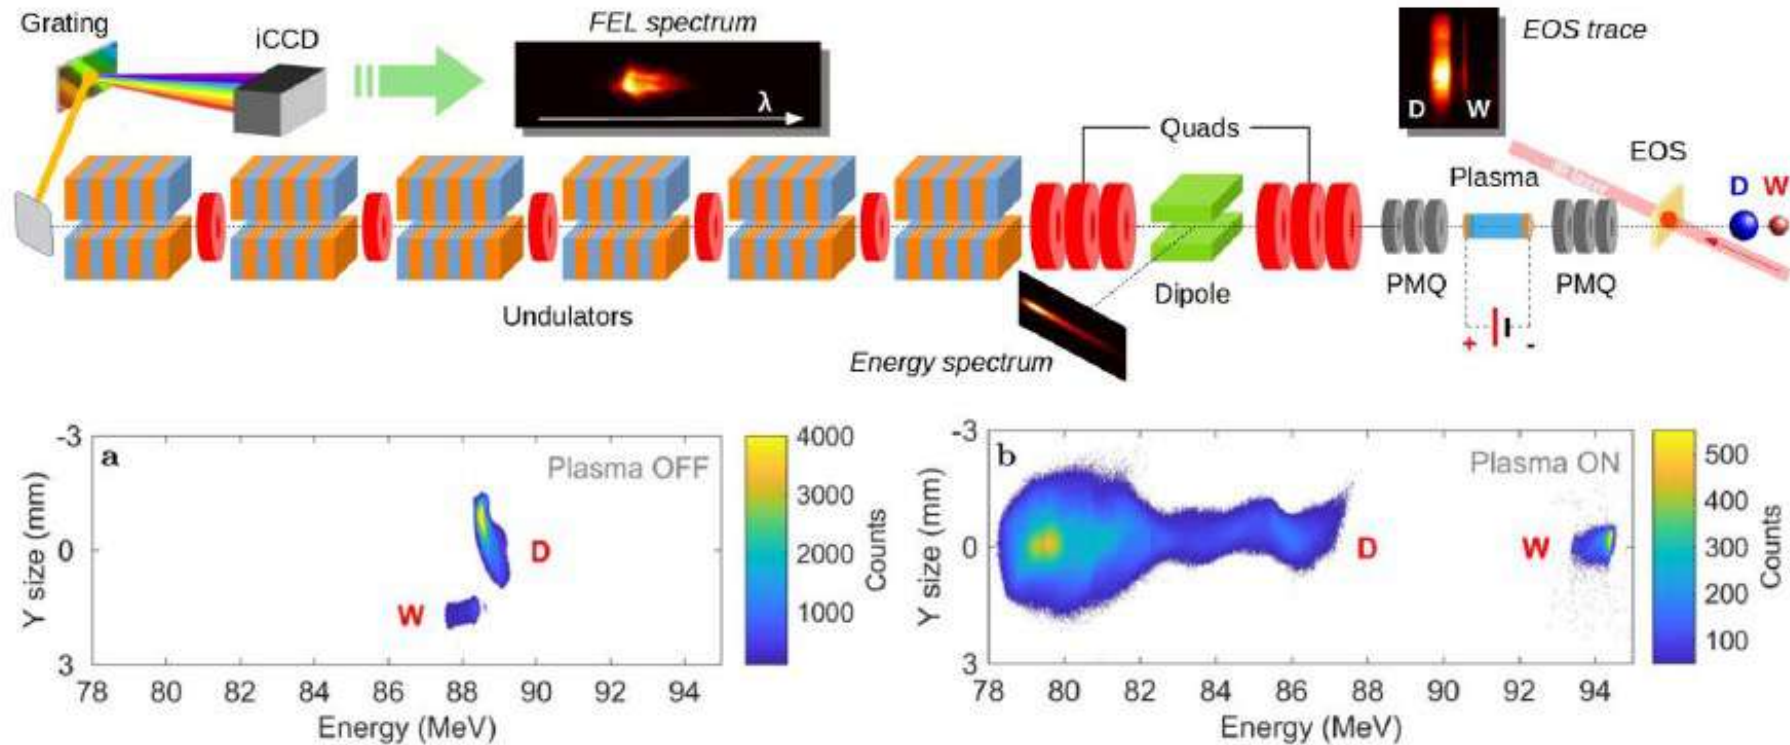 Grating
iCCD
FEL spectrum
λ
EOS trace
D W
Quads
EOS
Plasma
D W
PMQ
PMQ
Dipole
Undulators
+ -
Energy spectrum
a
Plasma OFF
D
W
-3
0
3
Y size (mm)
78 80 82 84 86 88 90 92 94
Energy (MeV)
4000
3000
2000
1000
Counts
b
Plasma ON
D
W
-3
0
3
Y size (mm)
78 80 82 84 86 88 90 92 94
Energy (MeV)
500
400
300
200
100
Counts